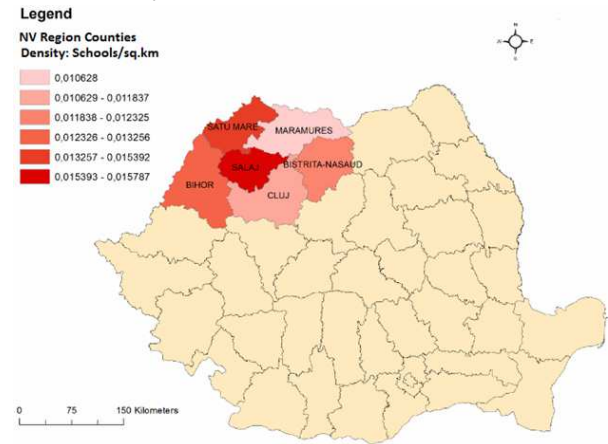 Legend
NV Region Counties
Density: Schools/sq.km
0,010628
0,010629 - 0,011837
0,011838 - 0,012325
0,012326 - 0,013256
0,013257 - 0,015392
0,015393 - 0,015787
N
W
E
S
SATU MARE
MARAMURES
SALAJ
BISTRITA-NASAUD
BIHOR
CLUJ
0 75 150 Kilometers